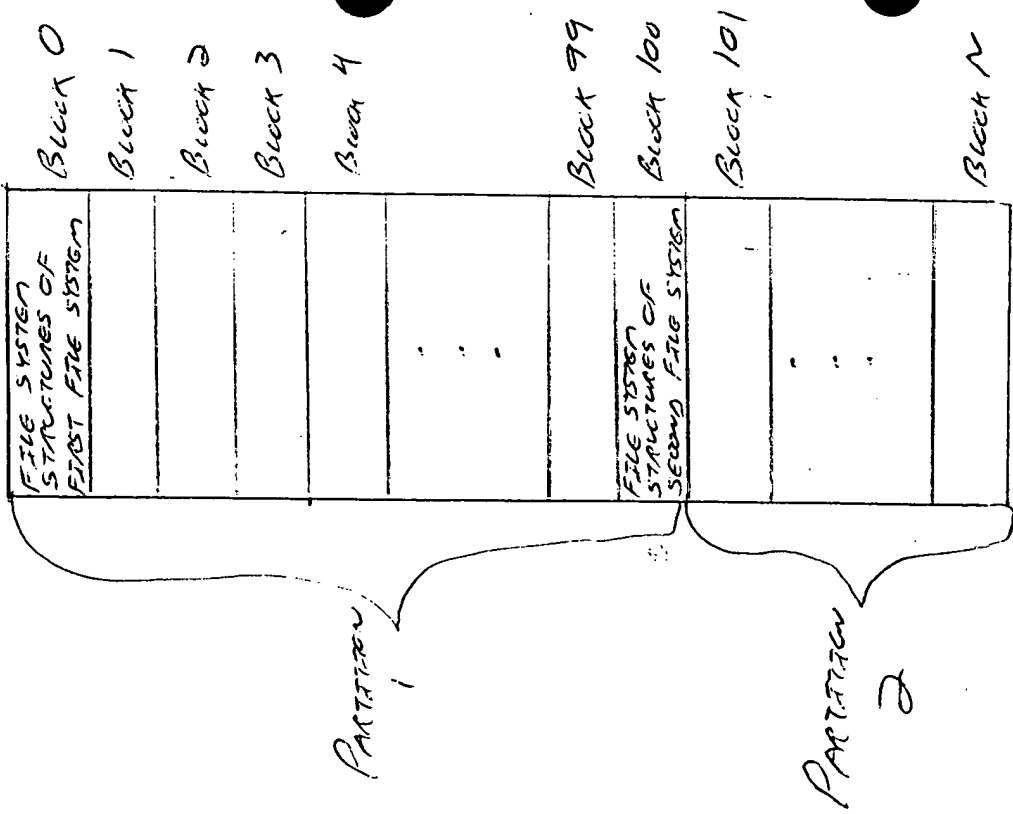 BLOCK 0
BLOCK 1
BLOCK 2
BLOCK 3
BLOCK 4
BLOCK 99
BLOCK 100
BLOCK 101
BLOCK N
FILE SYSTEM
STRUCTURES OF
FIRST FILE SYSTEM
FILE SYSTEM
STRUCTURES OF
SECOND FILE SYSTEM
PARTITION
1
PARTITION
2